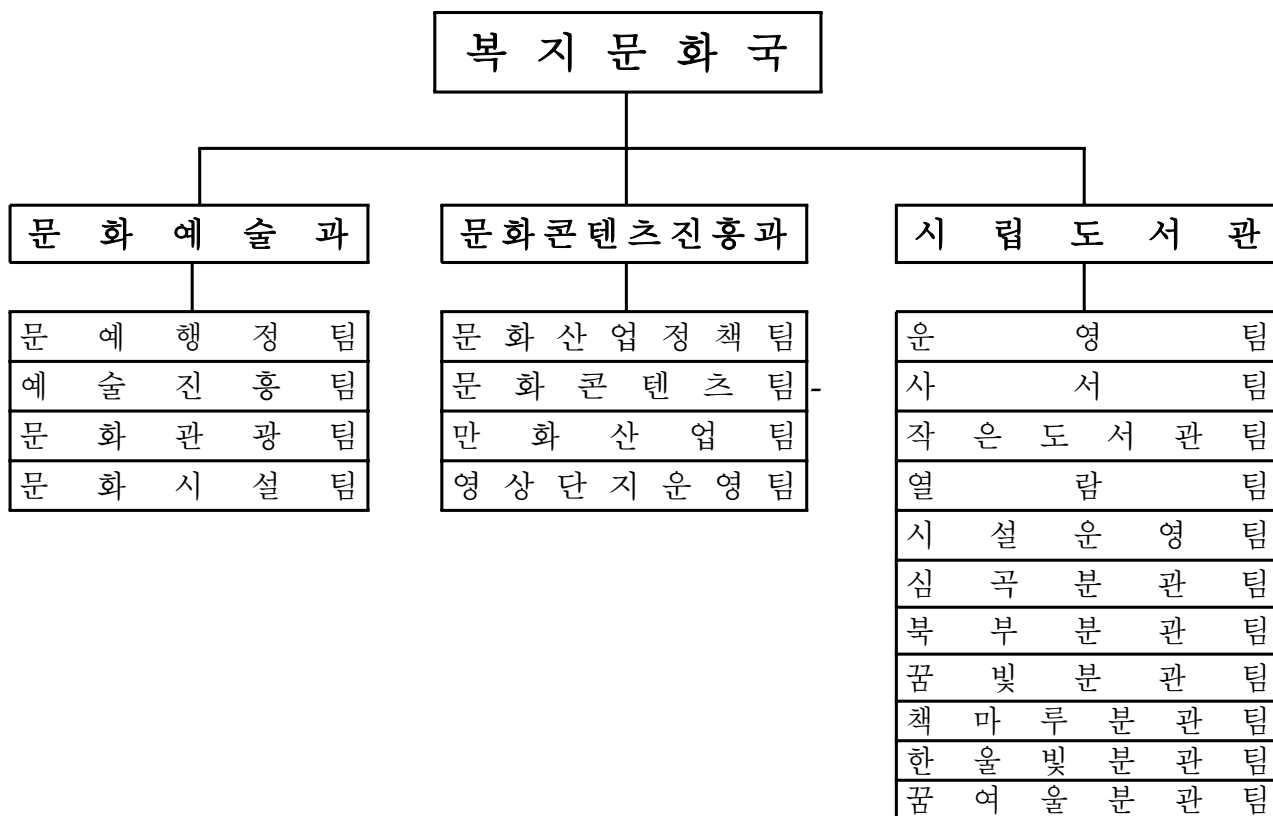 복지문화국
문화예술과
문예행정팀
예술진흥팀
문화관광팀
문화시설팀
문화콘텐츠진흥과
문화산업정책팀
문화콘텐츠팀-
만화산업팀
영상단지운영팀
시립도서관
운영팀
사서팀
작은도서관팀
열람팀
시설운영팀
심곡분관팀
북부분관팀
꿈빛분관팀
책마루분관팀
한울빛분관팀
꿈여울분관팀